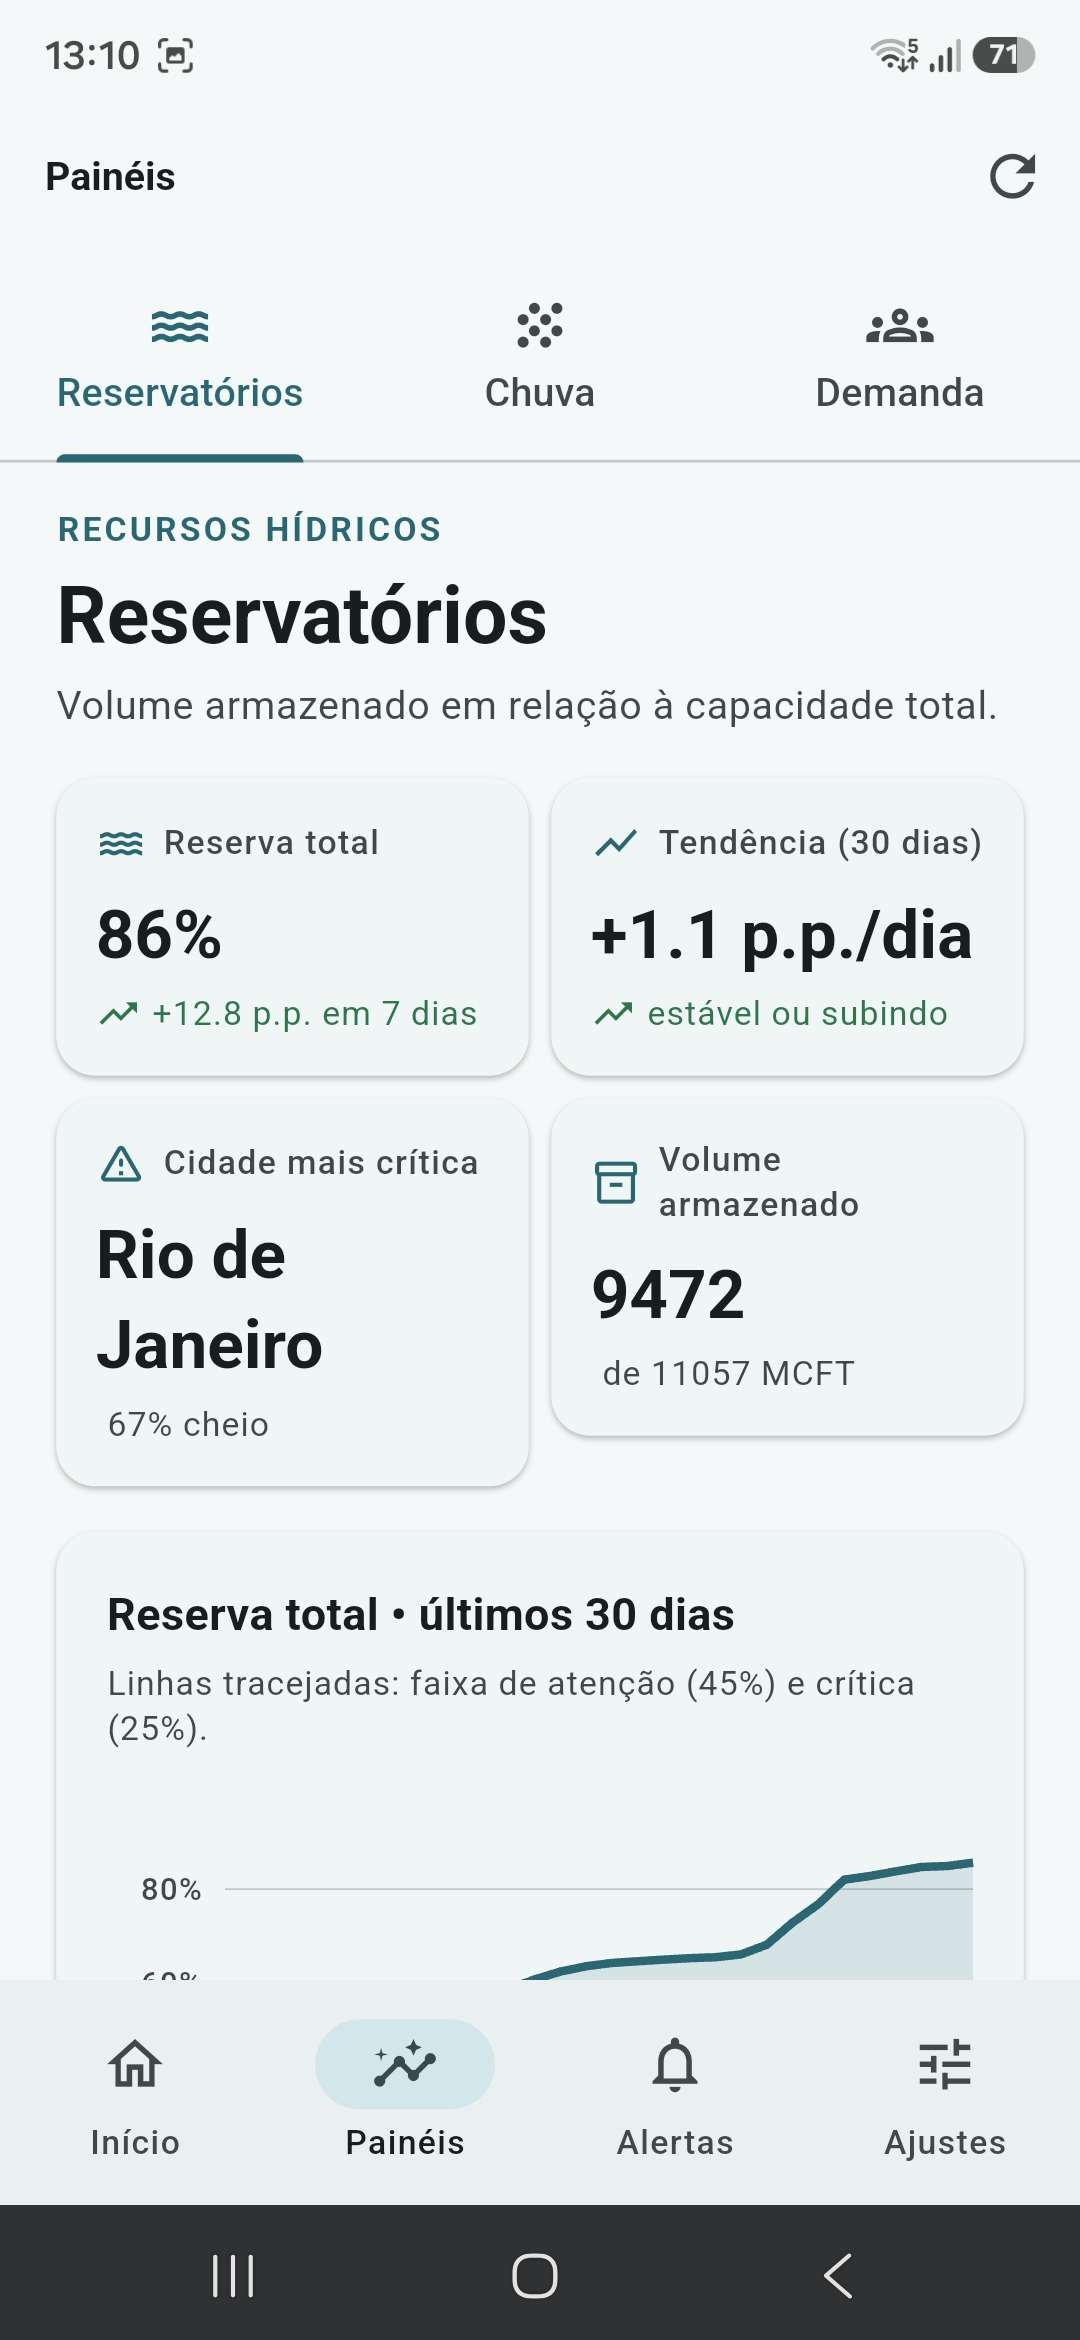 13:10
5
71
Painéis
Reservatórios
Chuva
Demanda
RECURSOS HÍDRICOS
Reservatórios
Volume armazenado em relação à capacidade total.
Reserva total
86%
+12.8 p.p. em 7 dias
Tendência (30 dias)
+1.1 p.p./dia
estável ou subindo
Cidade mais crítica
Rio de
Janeiro
67% cheio
Volume
armazenado
9472
de 11057 MCFT
Reserva total • últimos 30 dias
Linhas tracejadas: faixa de atenção (45%) e crítica
(25%).
80%
60%
Início
Painéis
Alertas
Ajustes